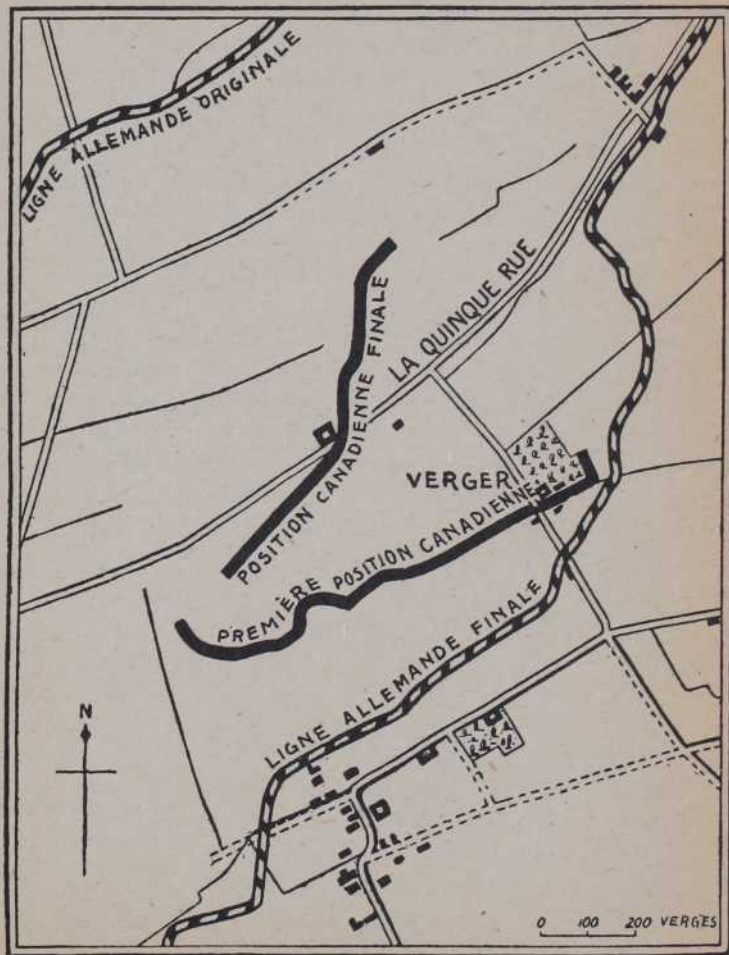 LIGNE ALLEMANDE ORIGINALE
LA QUINQUE RUE
POSITION CANADIENNE FINALE
VERGER
PREMIÈRE POSITION CANADIENNE
LIGNE ALLEMANDE FINALE
N
0 100 200 VERGES